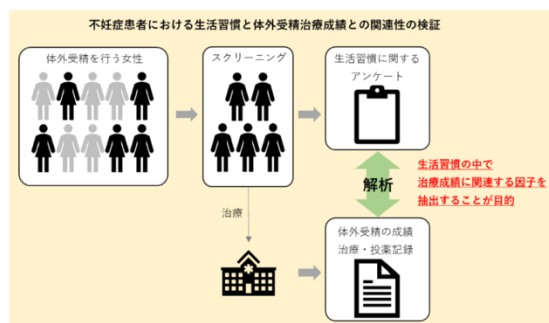 不妊症患者における生活習慣と体外受精治療成績との関連性の検証
体外受精を行う女性
スクリーニング
生活習慣に関する
アンケート
解析
生活習慣の中で
治療成績に関連する因子を
抽出することが目的
治療
体外受精の成績
治療・投薬記録